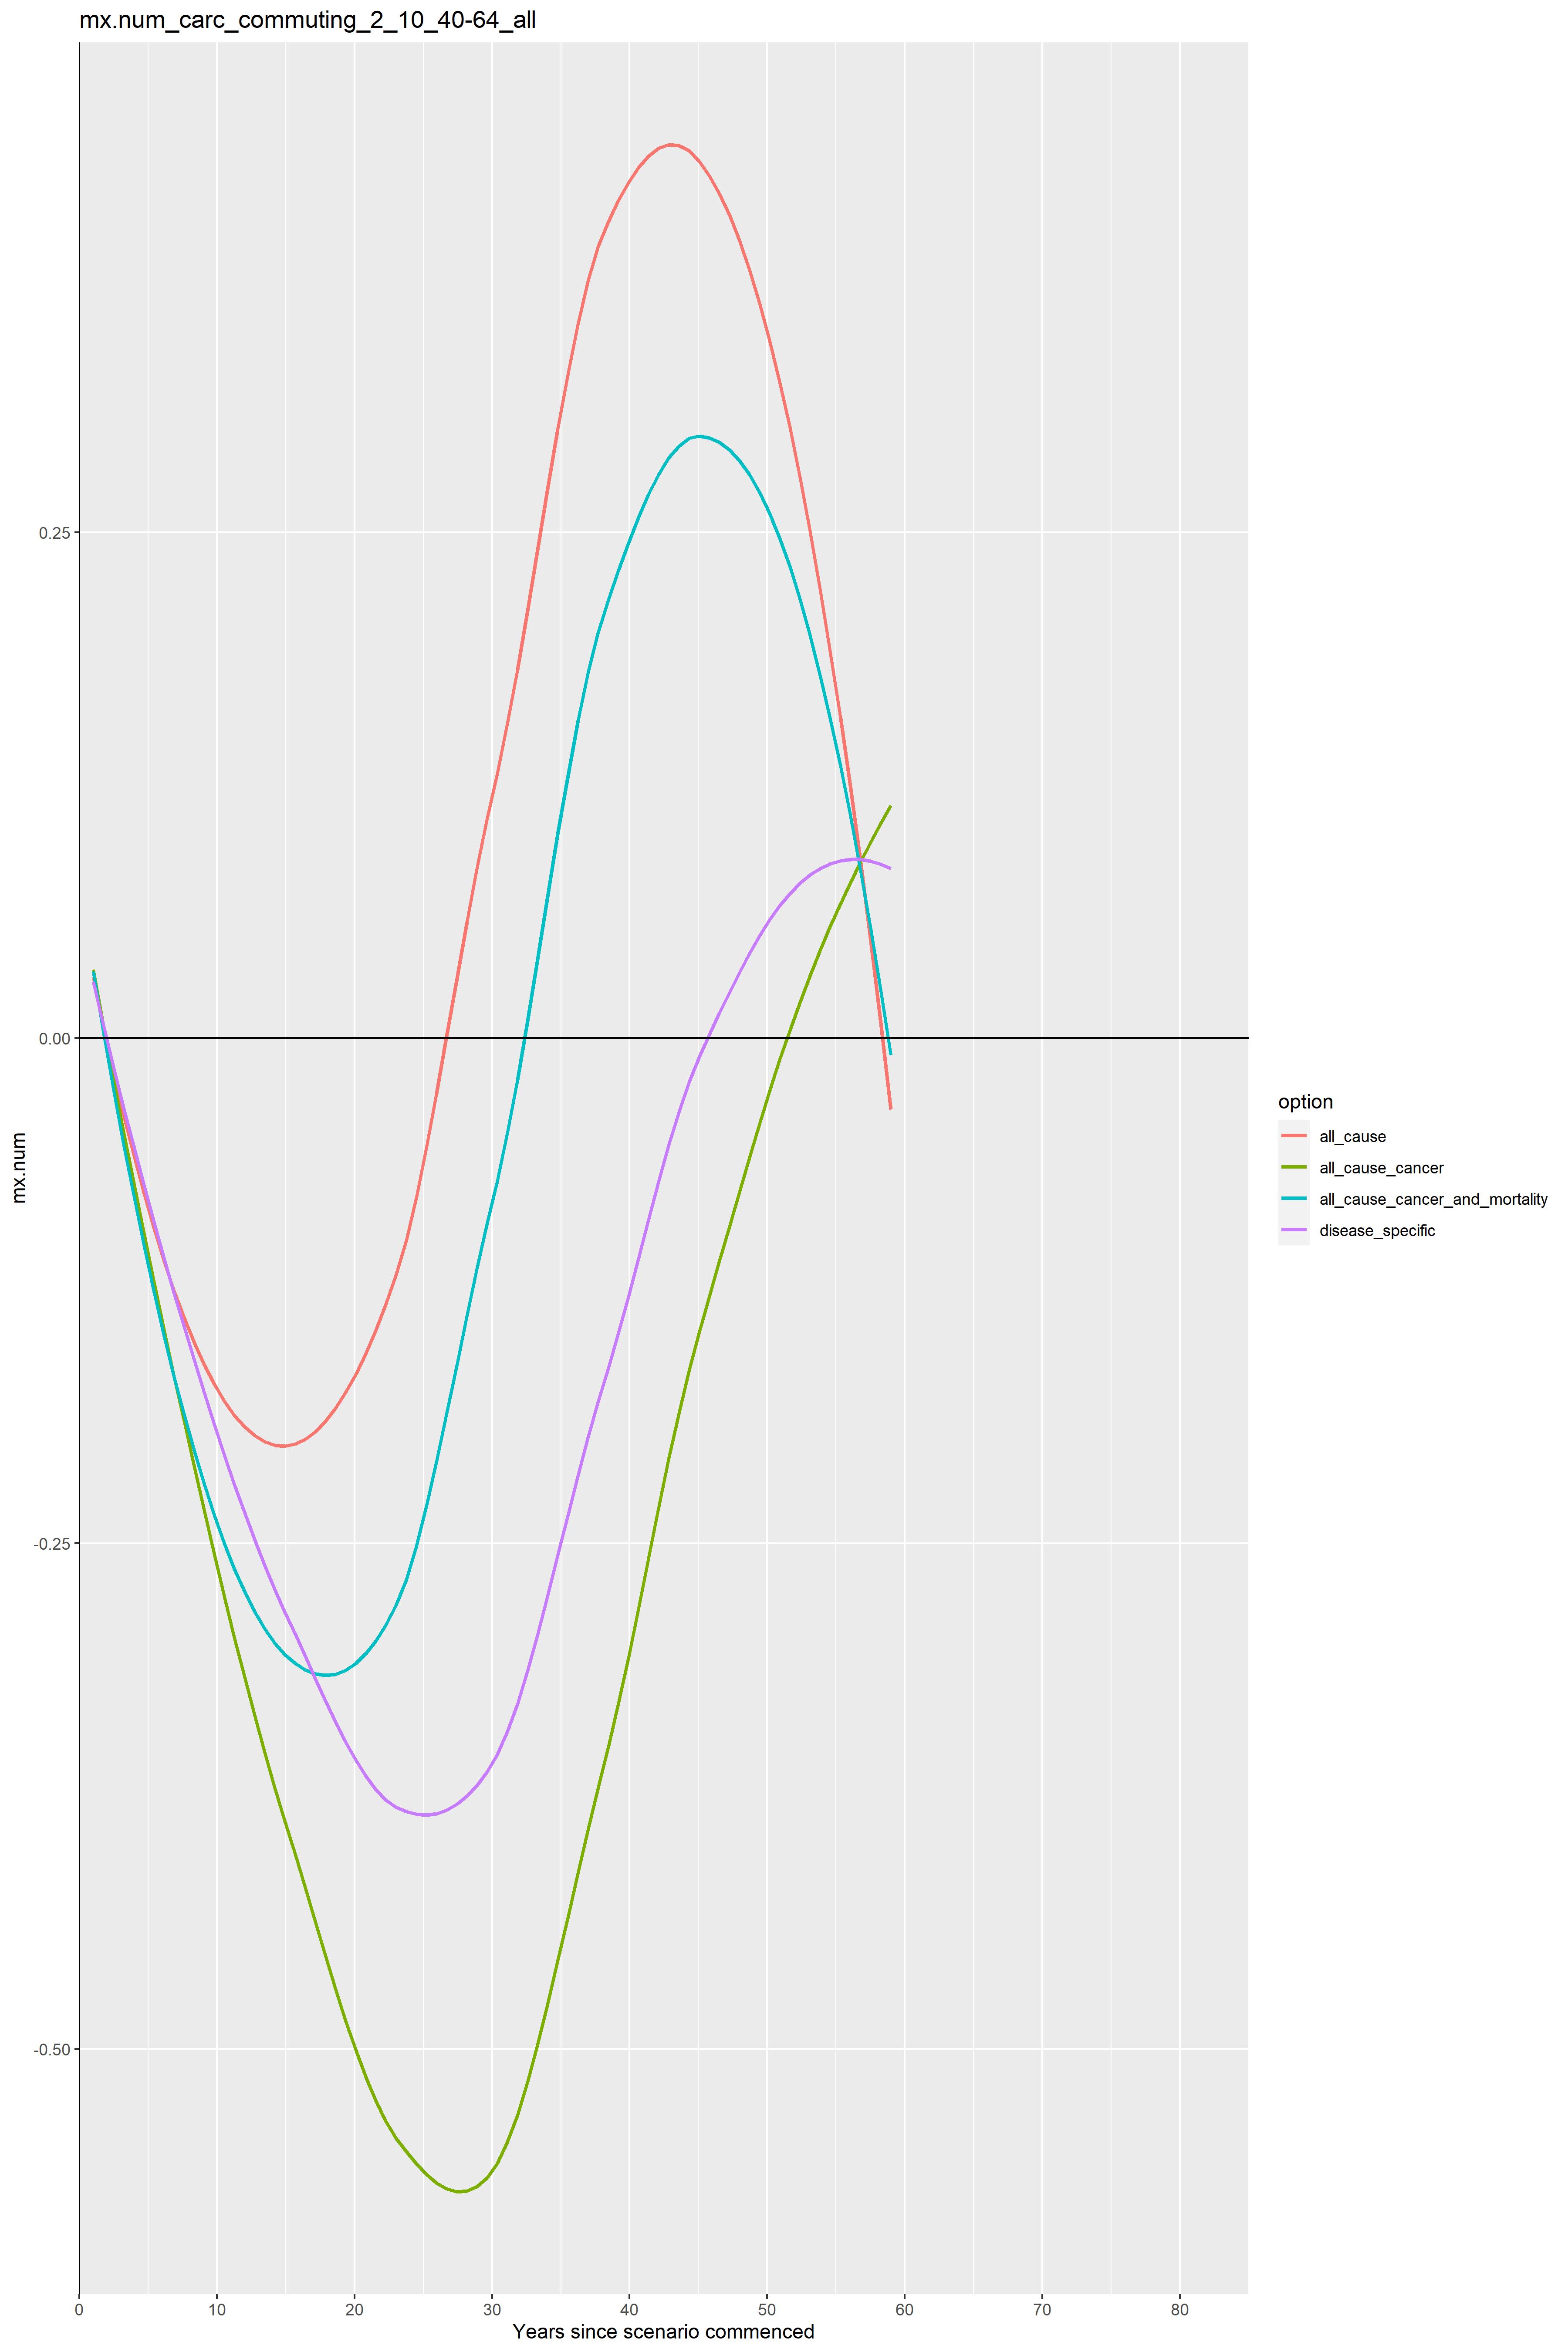 mx.num_carc_commuting_2_10_40-64_all
0.25
0.00
-0.25
-0.50
mx.num
0 10 20 30 40 50 60 70 80
Years since scenario commenced
option
all_cause
all_cause_cancer
all_cause_cancer_and_mortality
disease_specific